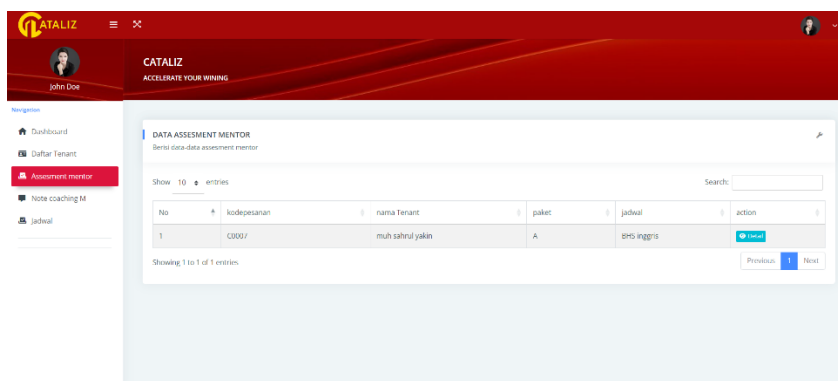 CATALIZ
John Doe
CATALIZ
ACCELERATE YOUR WINING
Navigation
Dashboard
Daftar Tenant
Assesment mentor
Note coaching M
Jadwal
DATA ASSESMENT MENTOR
Berisi data-data assesment mentor
Show 10 entries
Search:
No kodepesanan nama Tenant paket jadwal action
1 C0007 muh sahrul yakin A BHS inggris Detail
Showing 1 to 1 of 1 entries
Previous 1 Next